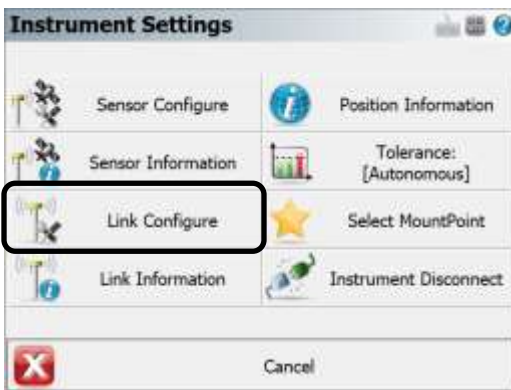 Instrument Settings
Sensor Configure
Position Information
Sensor Information
Tolerance:
[Autonomous]
Link Configure
Select MountPoint
Link Information
Instrument Disconnect
Cancel